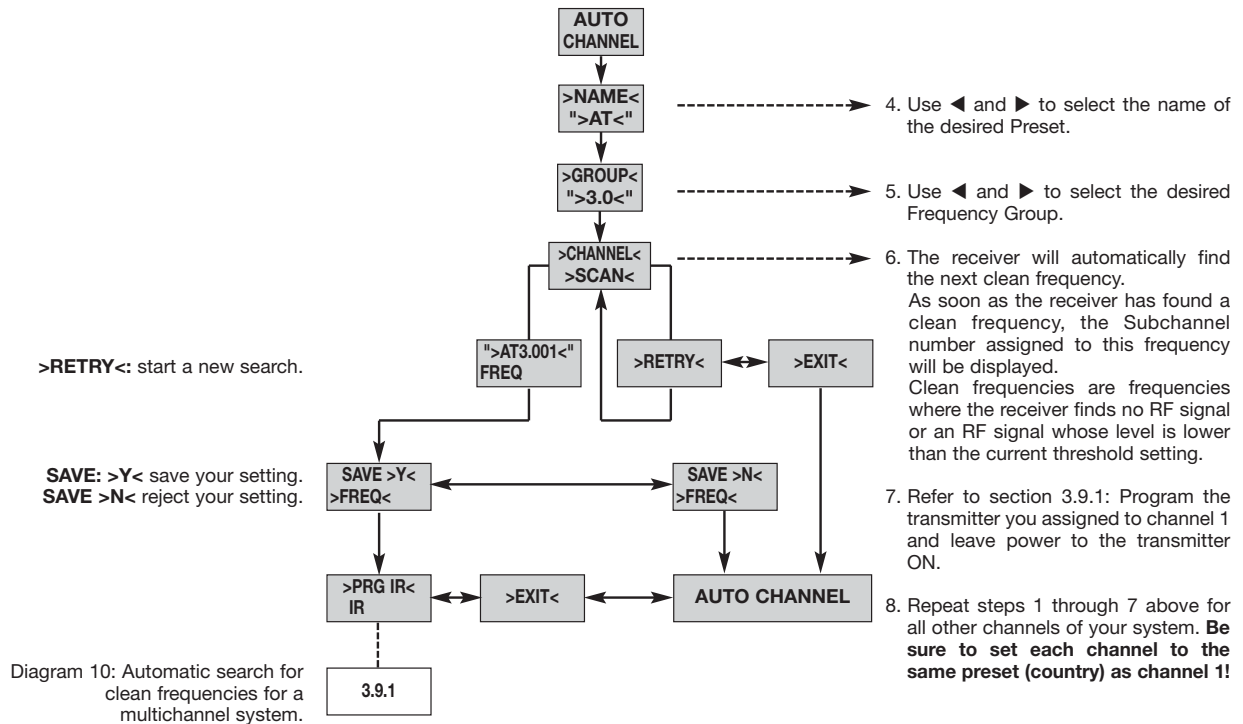 AUTO
CHANNEL
>NAME<
">AT<"
4. Use ◀ and ▶ to select the name of
the desired Preset.
>GROUP<
">3.0<"
5. Use ◀ and ▶ to select the desired
Frequency Group.
>CHANNEL<
>SCAN<
6. The receiver will automatically find
the next clean frequency.
As soon as the receiver has found a
clean frequency, the Subchannel
number assigned to this frequency
will be displayed.
Clean frequencies are frequencies
where the receiver finds no RF signal
or an RF signal whose level is lower
than the current threshold setting.
>RETRY<: start a new search.
">AT3.001<"
FREQ
>RETRY<
>EXIT<
SAVE: >Y< save your setting.
SAVE >N< reject your setting.
SAVE >Y<
>FREQ<
SAVE >N<
>FREQ<
7. Refer to section 3.9.1: Program the
transmitter you assigned to channel 1
and leave power to the transmitter
ON.
>PRG IR<
IR
>EXIT<
AUTO CHANNEL
8. Repeat steps 1 through 7 above for
all other channels of your system. Be
sure to set each channel to the
same preset (country) as channel 1!
Diagram 10: Automatic search for
clean frequencies for a
multichannel system.
3.9.1